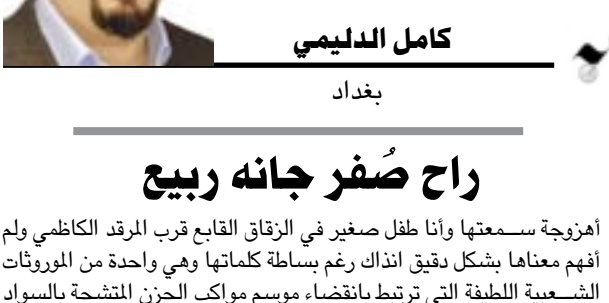 كامل الدليمي
بغداد
راح صُفر جانه ربيع
أهزوجة ســمعتها وأنا طفل صغير في الزقاق القابع قرب المرقد الكاظمي ولم
أفهم معناها بشكل دقيق انذاك رغم بساطة كلماتها وهي واحدة من الموروثات
الشــعبية اللطيفة التي ترتبط بانقضاء موسم مواكب الحزن المتشحة بالسواد